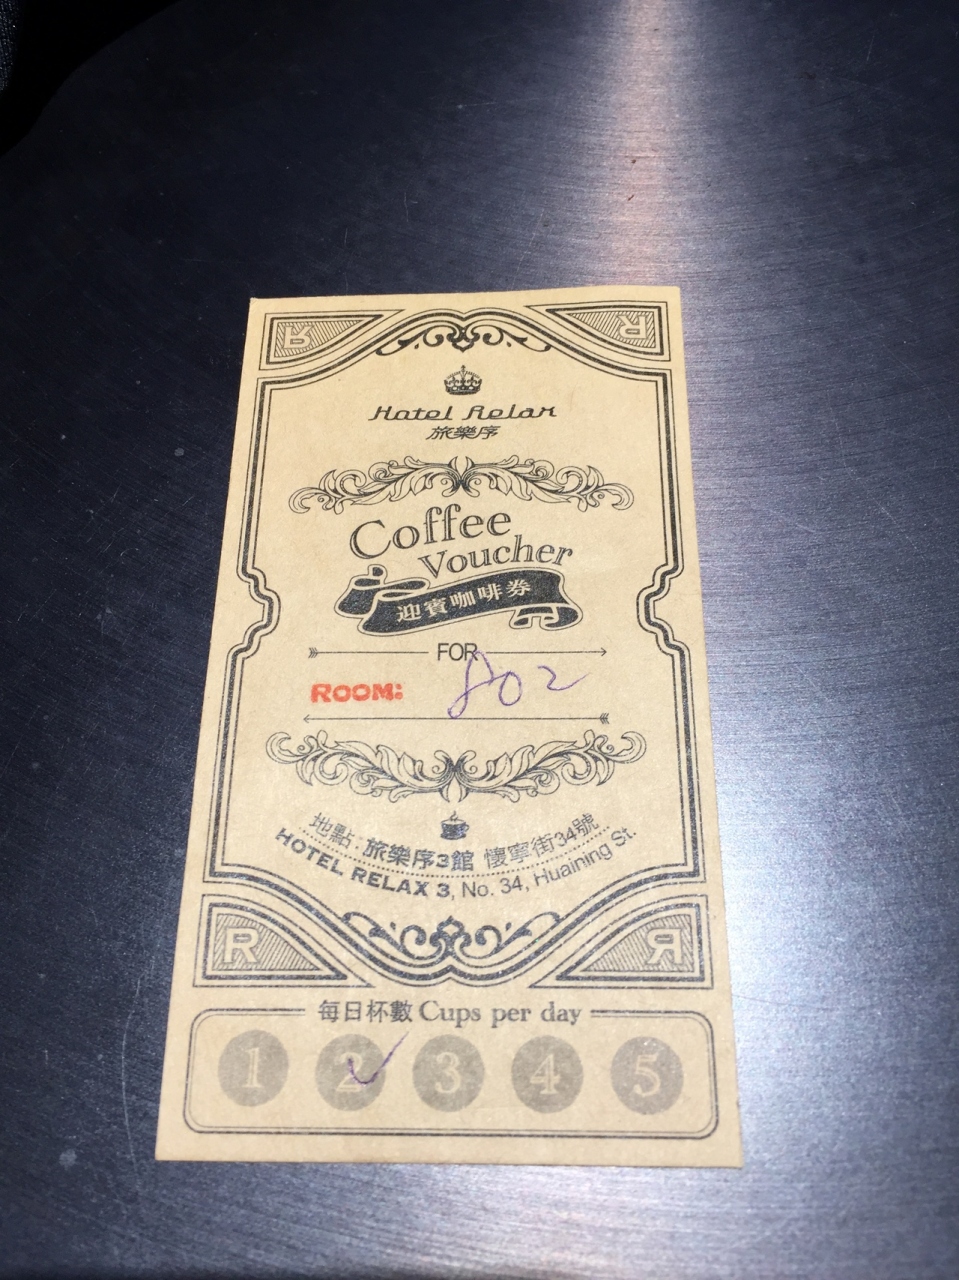 R R
Hotel Relax
旅樂序
Coffee
Voucher
迎賓咖啡券
FOR
ROOM: 802
地點：旅樂序3館 懷寧街34號
HOTEL RELAX 3, No. 34, Huaining St.
R R
每日杯數 Cups per day
1 2 3 4 5